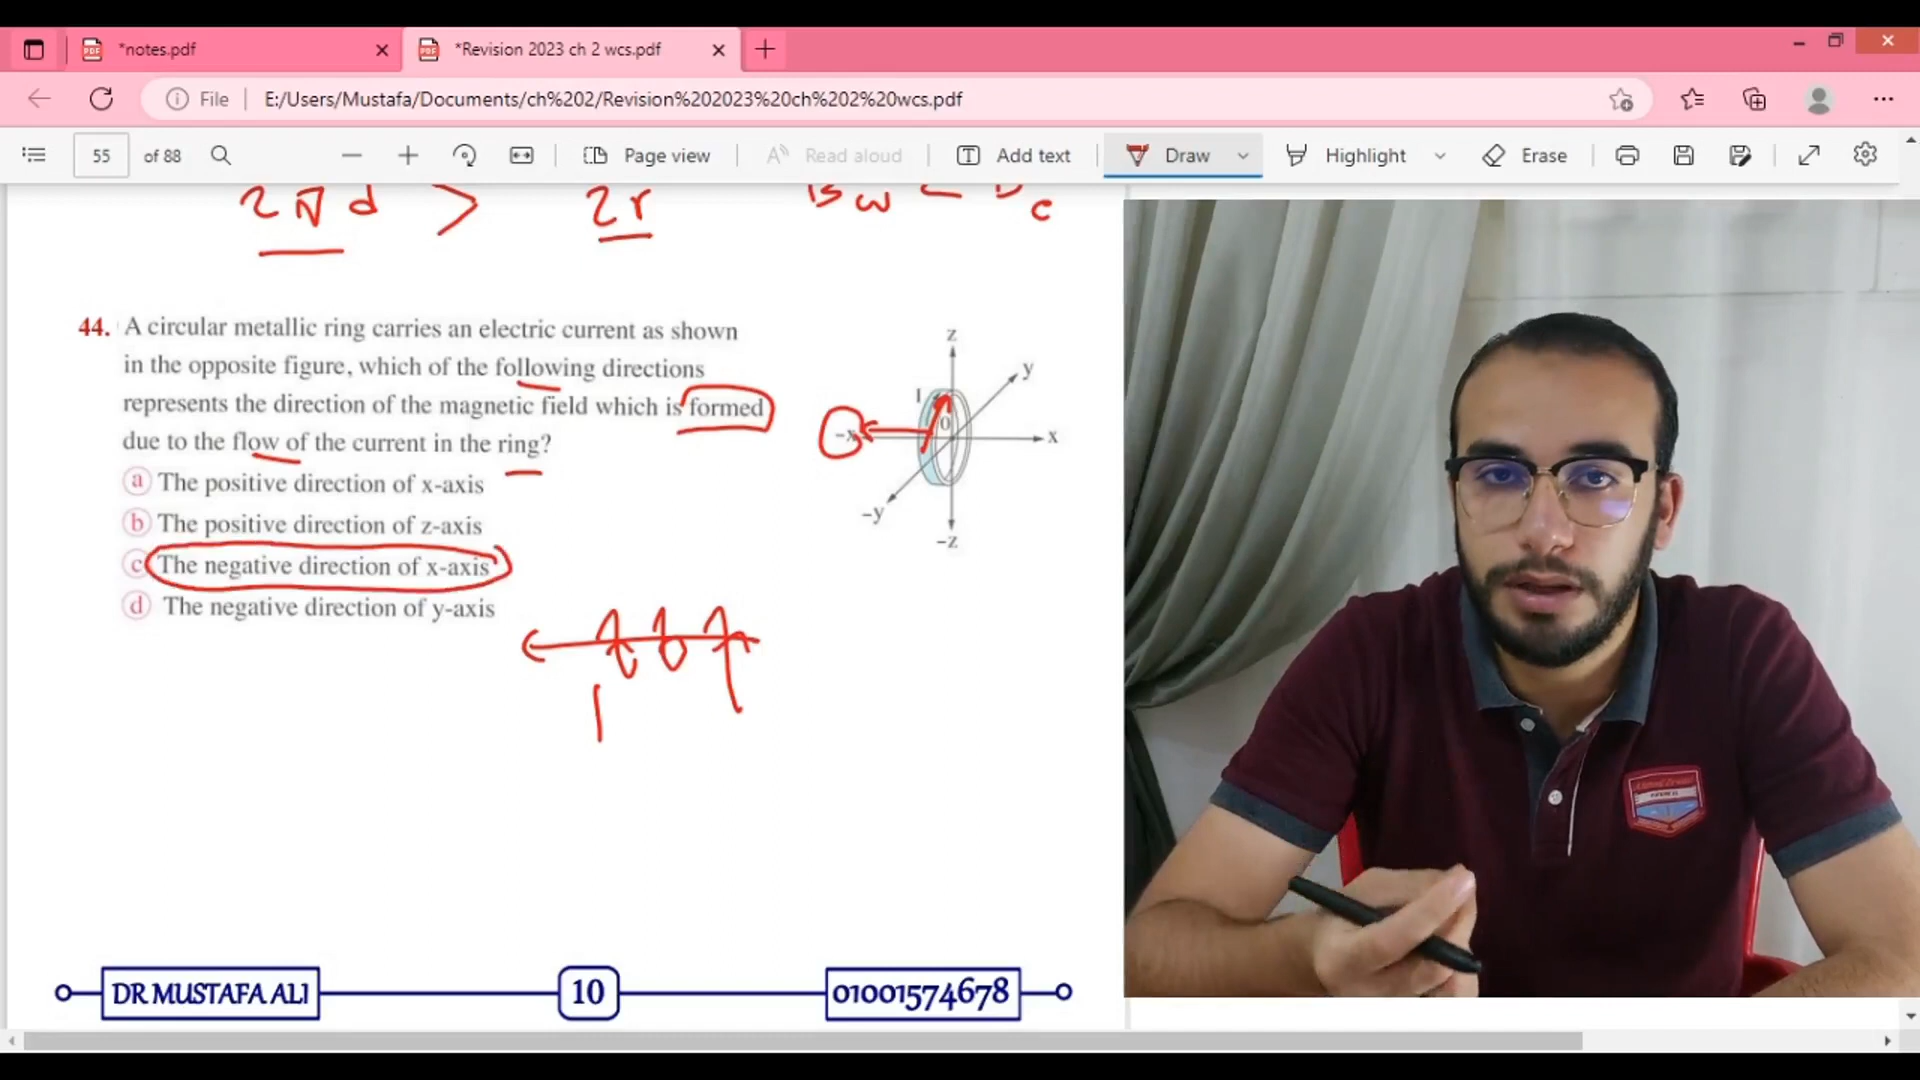 *notes.pdf
*Revision 2023 ch 2 wcs.pdf
File
E:/Users/Mustafa/Documents/ch%202/Revision%202023%20ch%202%20wcs.pdf
55 of 88
Page view
Read aloud
Add text
Draw
Highlight
Erase
2 π d > 2 r
44. A circular metallic ring carries an electric current as shown
in the opposite figure, which of the following directions
represents the direction of the magnetic field which is formed
due to the flow of the current in the ring?
a The positive direction of x-axis
b The positive direction of z-axis
c The negative direction of x-axis
d The negative direction of y-axis
z
y
I
0
-x
x
-y
-z
DR MUSTAFA ALI
10
01001574678